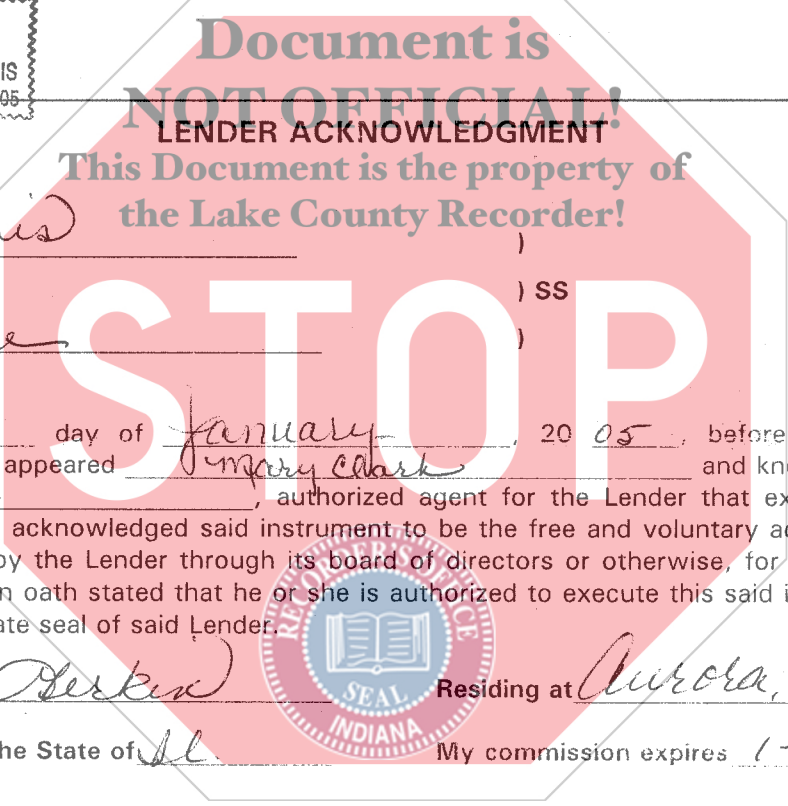 IS
05
Document is
NOT OFFICIAL!
LENDER ACKNOWLEDGMENT
This Document is the property of
the Lake County Recorder!
)
) SS
)
STOP
day of January, 20 05, before
appeared Mary Clark and kn
, authorized agent for the Lender that ex
acknowledged said instrument to be the free and voluntary a
by the Lender through its board of directors or otherwise, for
n oath stated that he or she is authorized to execute this said i
ate seal of said Lender.
RECORDER'S OFFICE
SEAL
INDIANA
Residing at Aurora,
he State of Il
My commission expires 1-